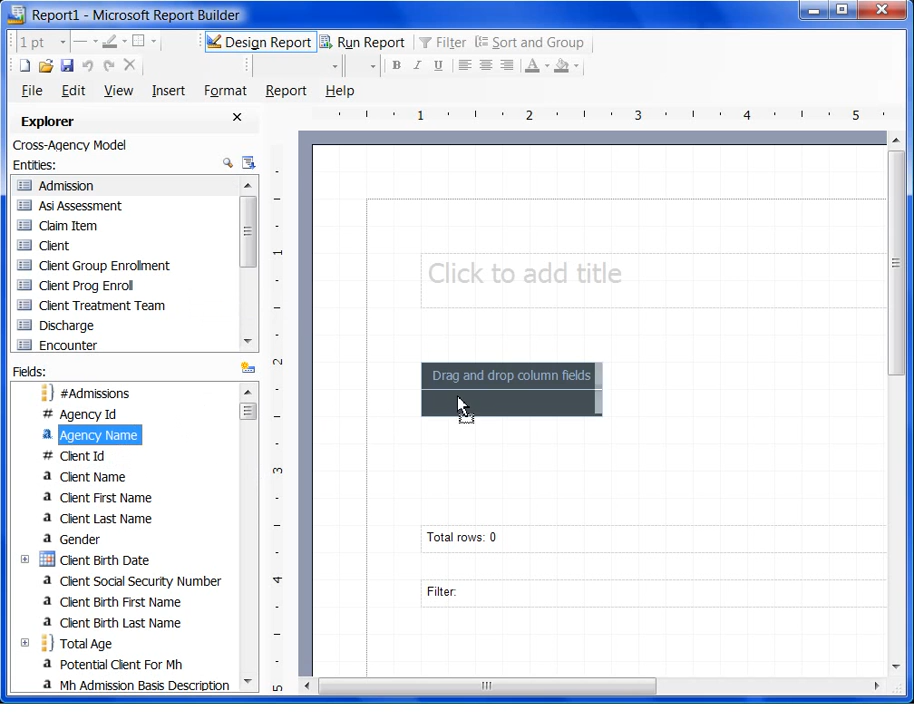 Report1 - Microsoft Report Builder
1 pt
Design Report
Run Report
Filter
Sort and Group
B I U
A
File Edit View Insert Format Report Help
Explorer
Cross-Agency Model
Entities:
Admission
Asi Assessment
Claim Item
Client
Client Group Enrollment
Client Prog Enroll
Client Treatment Team
Discharge
Encounter
Fields:
#Admissions
# Agency Id
a Agency Name
# Client Id
a Client Name
a Client First Name
a Client Last Name
a Gender
Client Birth Date
a Client Social Security Number
a Client Birth First Name
a Client Birth Last Name
Total Age
a Potential Client For Mh
a Mh Admission Basis Description
1 2 3 4 5
1
2
3
4
5
Click to add title
Drag and drop column fields
Total rows: 0
Filter: